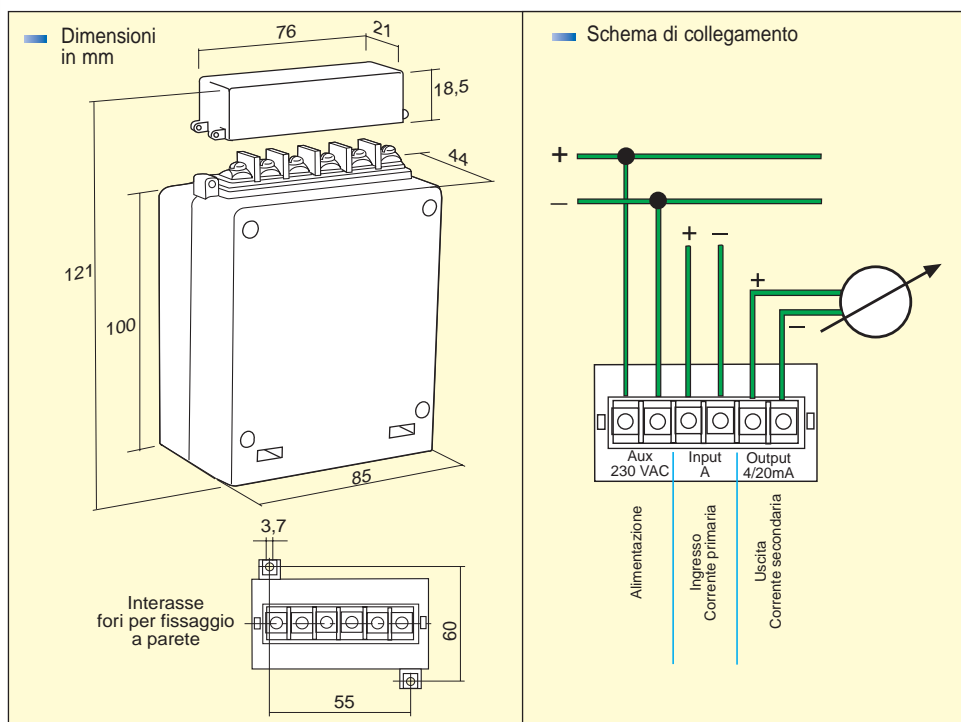 Dimensioni
in mm
76
21
18,5
44
121
100
85
3,7
Interasse
fori per fissaggio
a parete
60
55
Schema di collegamento
+
–
+ –
+
–
Aux
230 VAC
Input
A
Output
4/20mA
Alimentazione
Ingresso
Corrente primaria
Uscita
Corrente secondaria